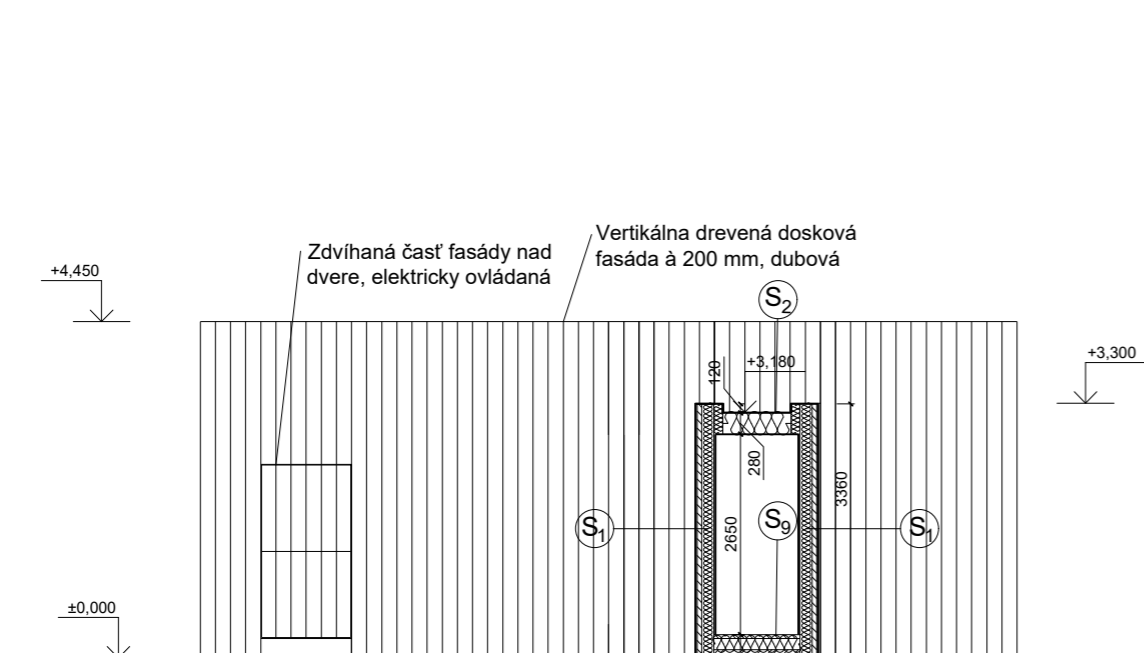 Vertikálna drevená dosková
fasáda à 200 mm, dubová
Zdvíhaná časť fasády nad
dvere, elektricky ovládaná
+4,450
S2
+3,300
+3,180
120
280
3360
S1
2650
S9
S1
±0,000